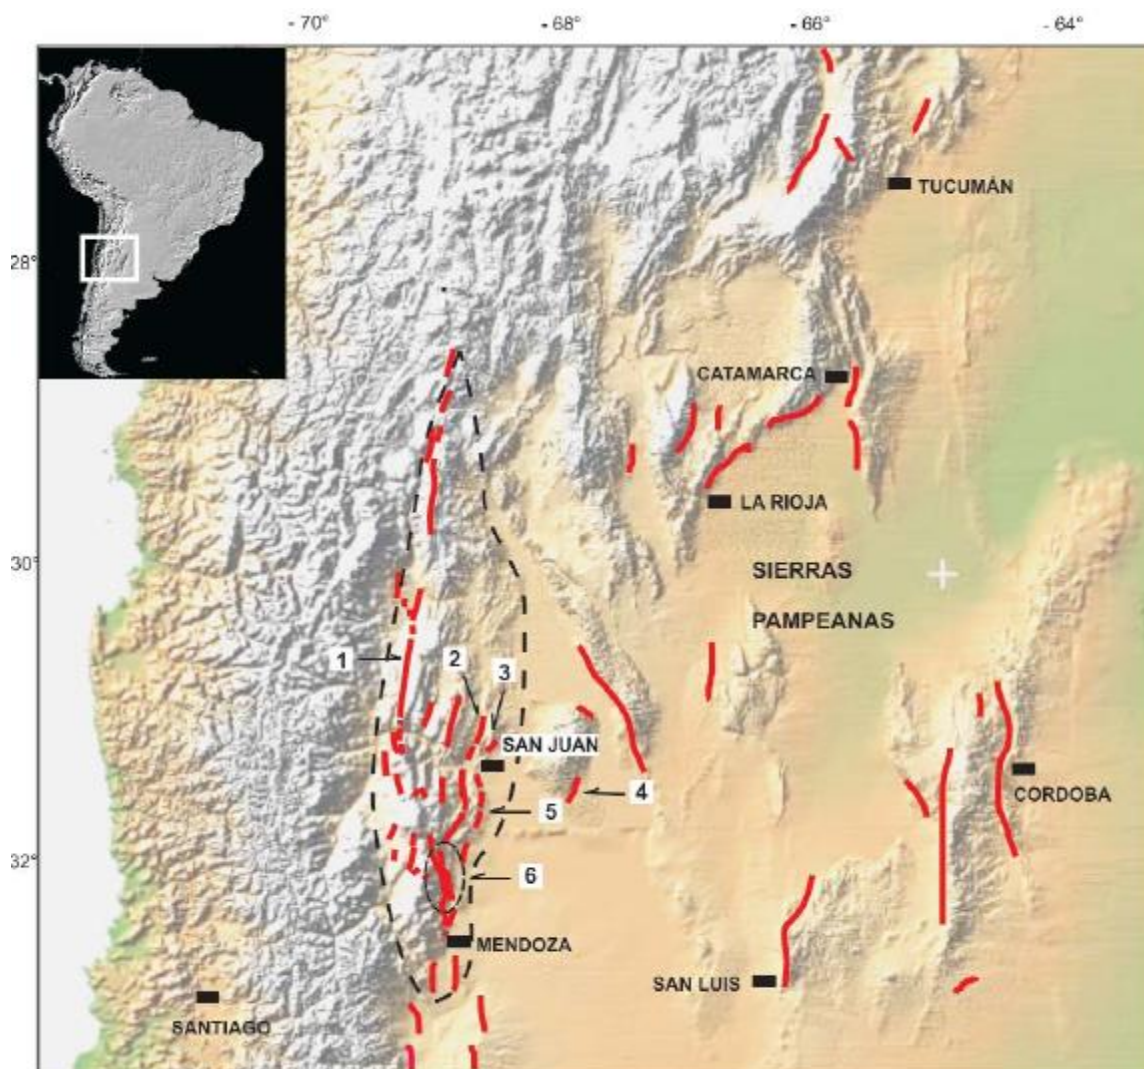 - 70°
- 68°
- 66°
- 64°
TUCUMÁN
28°
CATAMARCA
LA RIOJA
30°
SIERRAS
PAMPEANAS
1
2
3
SAN JUAN
4
CORDOBA
5
32°
6
MENDOZA
SAN LUIS
SANTIAGO